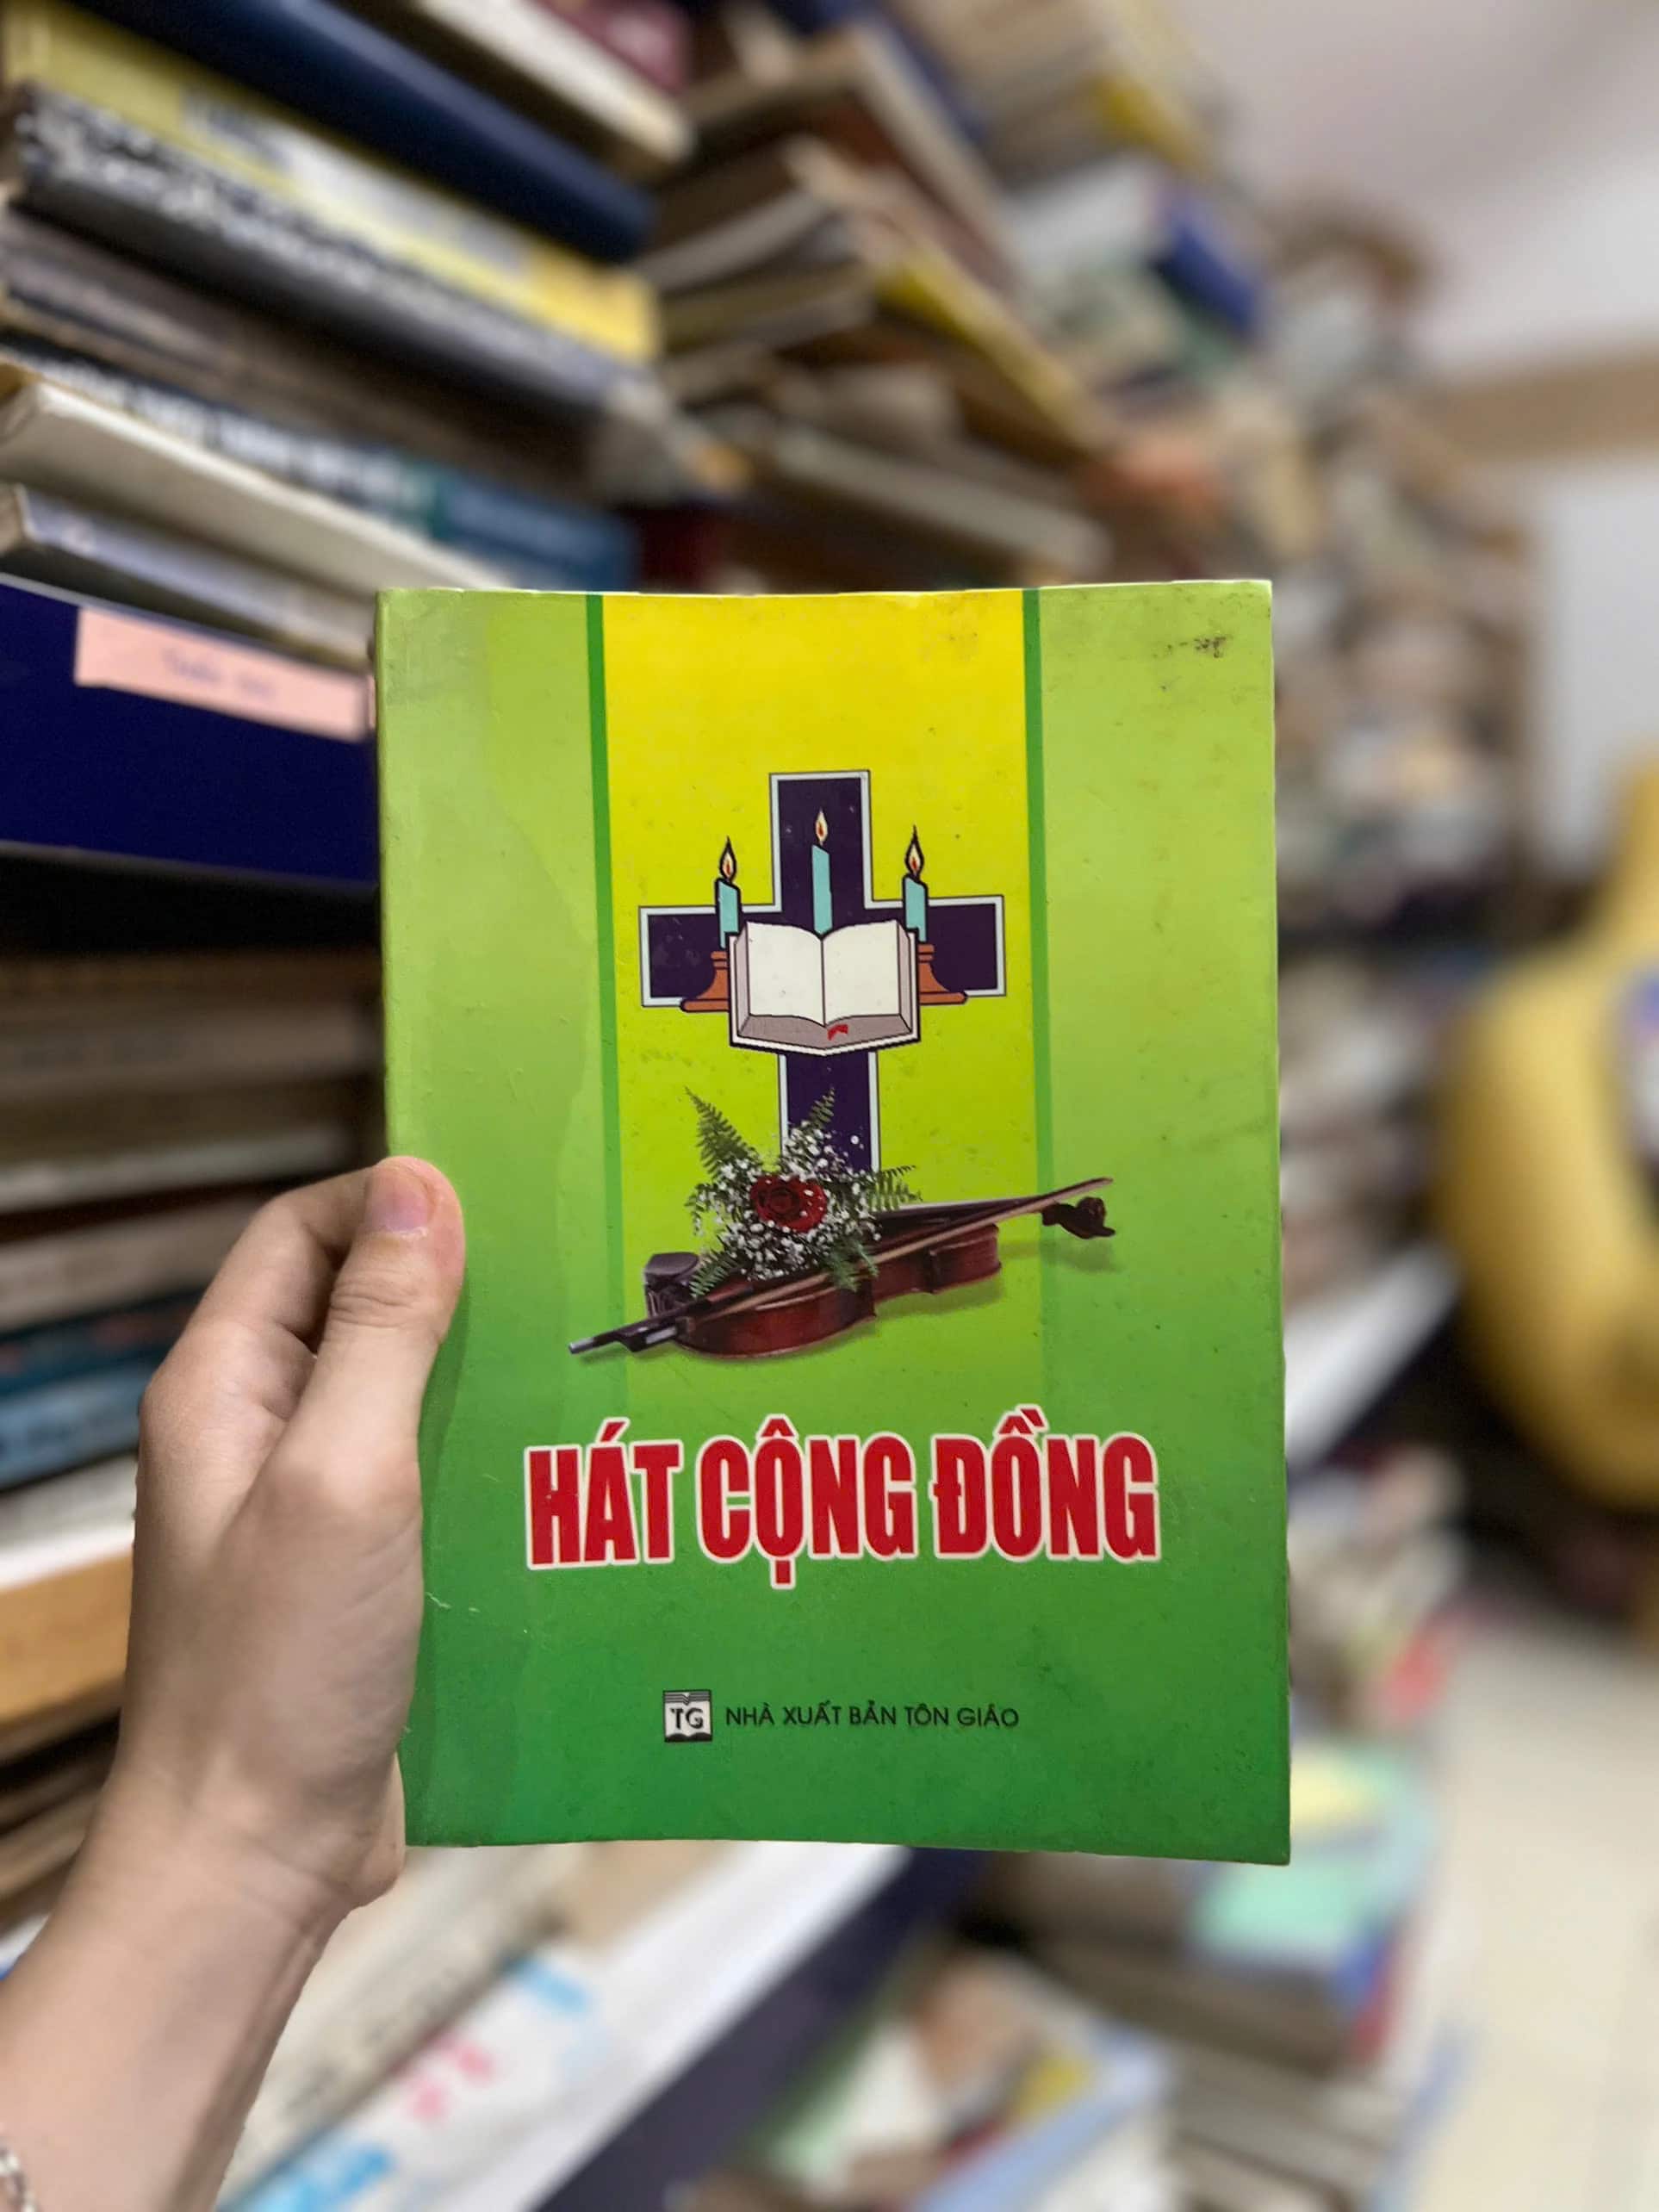 HÁT CỘNG ĐỒNG
TG NHÀ XUẤT BẢN TÔN GIÁO